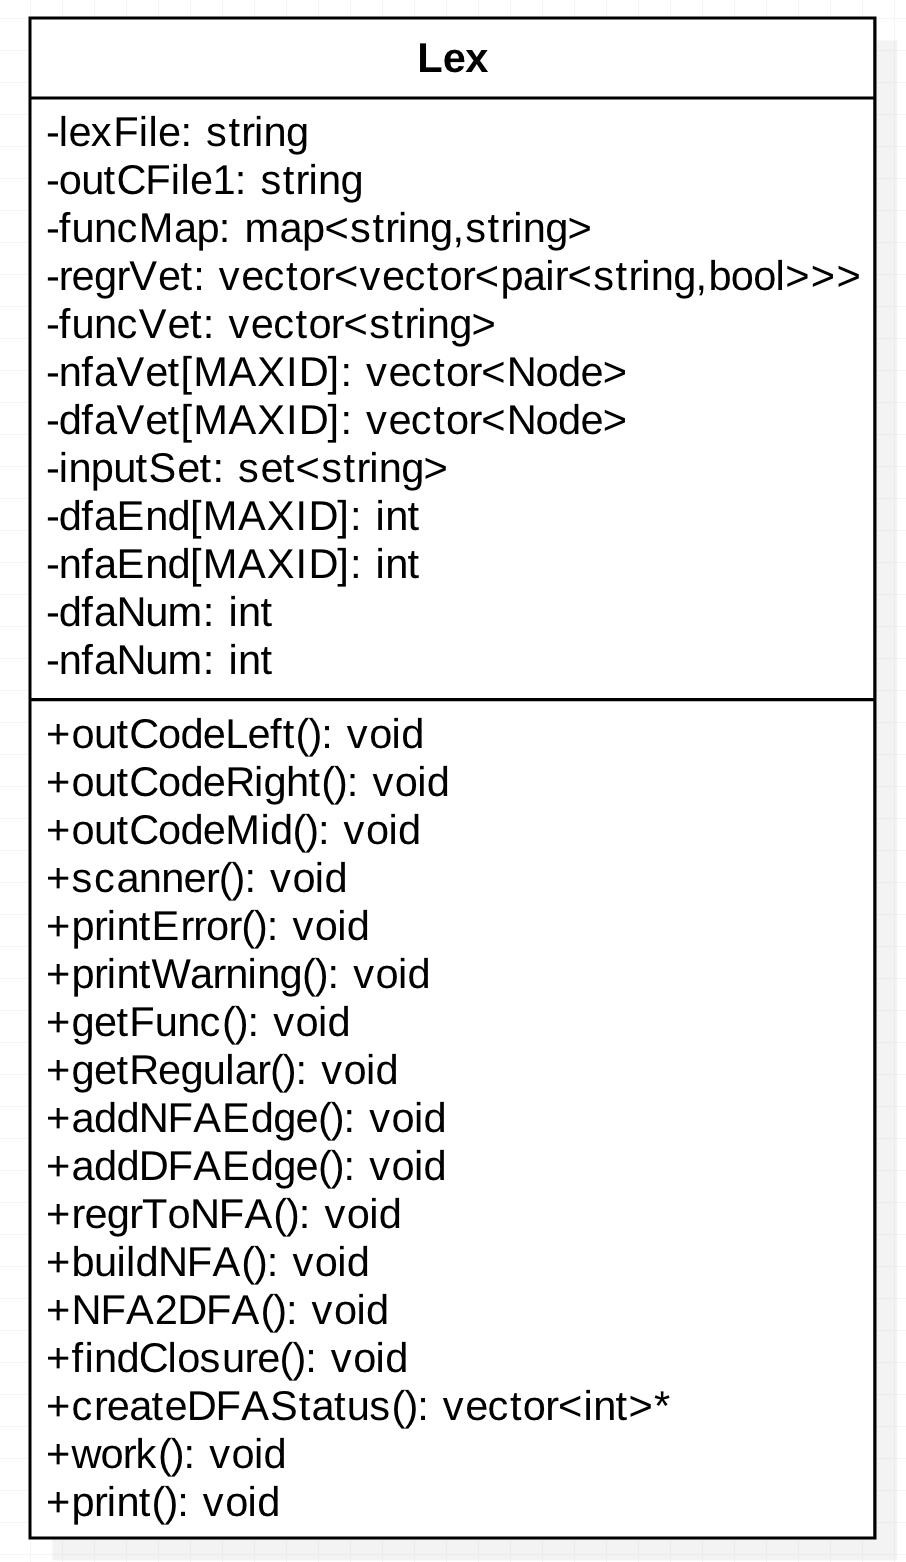 Lex
-lexFile: string
-outCFile1: string
-funcMap: map<string,string>
-regrVet: vector<vector<pair<string,bool>>>
-funcVet: vector<string>
-nfaVet[MAXID]: vector<Node>
-dfaVet[MAXID]: vector<Node>
-inputSet: set<string>
-dfaEnd[MAXID]: int
-nfaEnd[MAXID]: int
-dfaNum: int
-nfaNum: int
+outCodeLeft(): void
+outCodeRight(): void
+outCodeMid(): void
+scanner(): void
+printError(): void
+printWarning(): void
+getFunc(): void
+getRegular(): void
+addNFAEdge(): void
+addDFAEdge(): void
+regrToNFA(): void
+buildNFA(): void
+NFA2DFA(): void
+findClosure(): void
+createDFAStatus(): vector<int>*
+work(): void
+print(): void